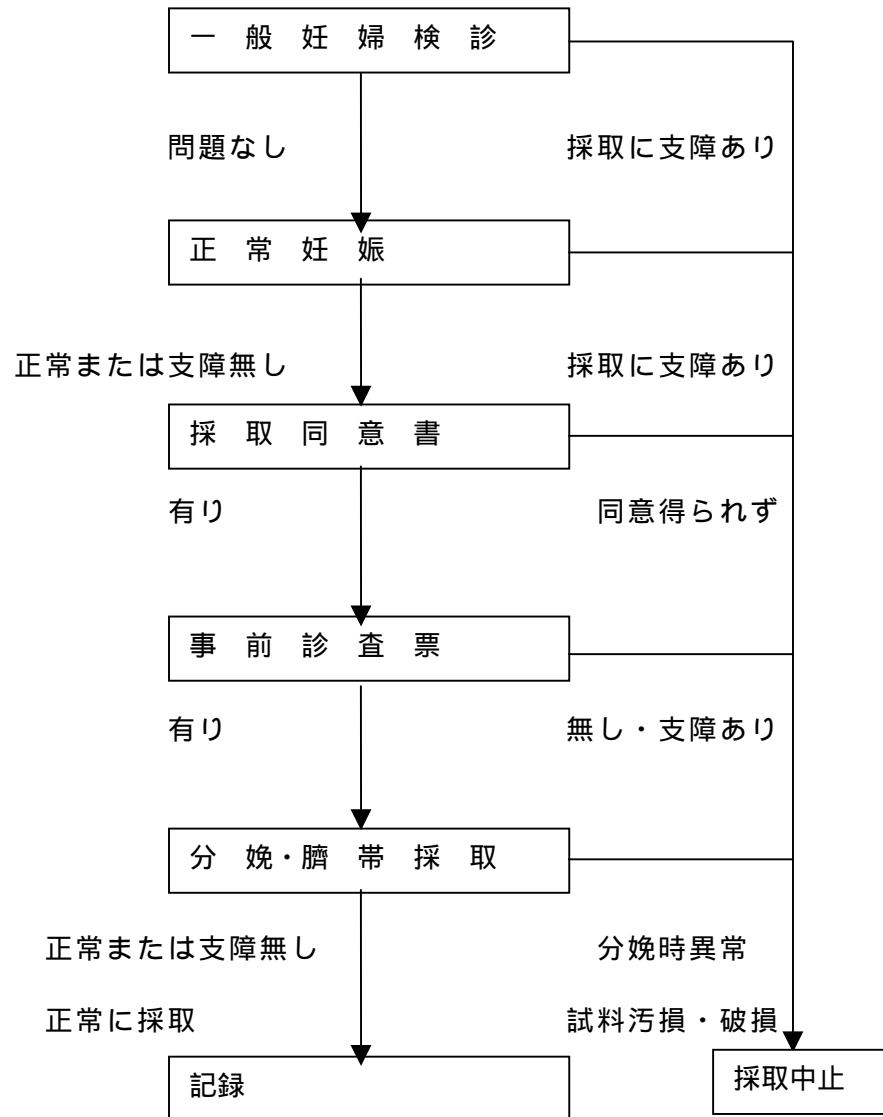 一般妊婦検診
問題なし 採取に支障あり
正常妊娠
正常または支障無し 採取に支障あり
採取同意書
有り 同意得られず
事前診査票
有り 無し・支障あり
分娩・臍帯採取
正常または支障無し 分娩時異常
正常に採取 試料汚損・破損
記録 採取中止